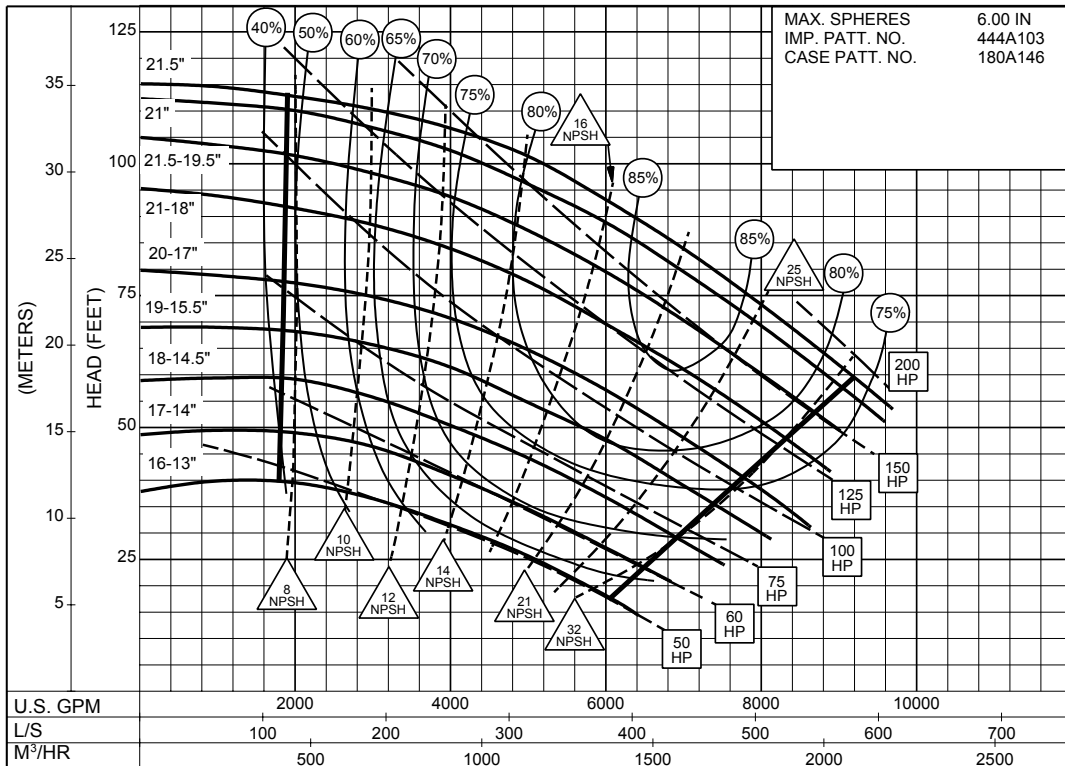 MAX. SPHERES 6.00 IN
IMP. PATT. NO. 444A103
CASE PATT. NO. 180A146
125
100
75
50
25
HEAD (FEET)
35
30
25
20
15
10
5
(METERS)
40%
50%
60%
65%
70%
75%
80%
85%
85%
80%
75%
21.5"
21"
21.5-19.5"
21-18"
20-17"
19-15.5"
18-14.5"
17-14"
16-13"
16 NPSH
25 NPSH
8 NPSH
10 NPSH
12 NPSH
14 NPSH
21 NPSH
32 NPSH
200 HP
150 HP
125 HP
100 HP
75 HP
60 HP
50 HP
U.S. GPM 2000 4000 6000 8000 10000
L/S 100 200 300 400 500 600 700
M³/HR 500 1000 1500 2000 2500